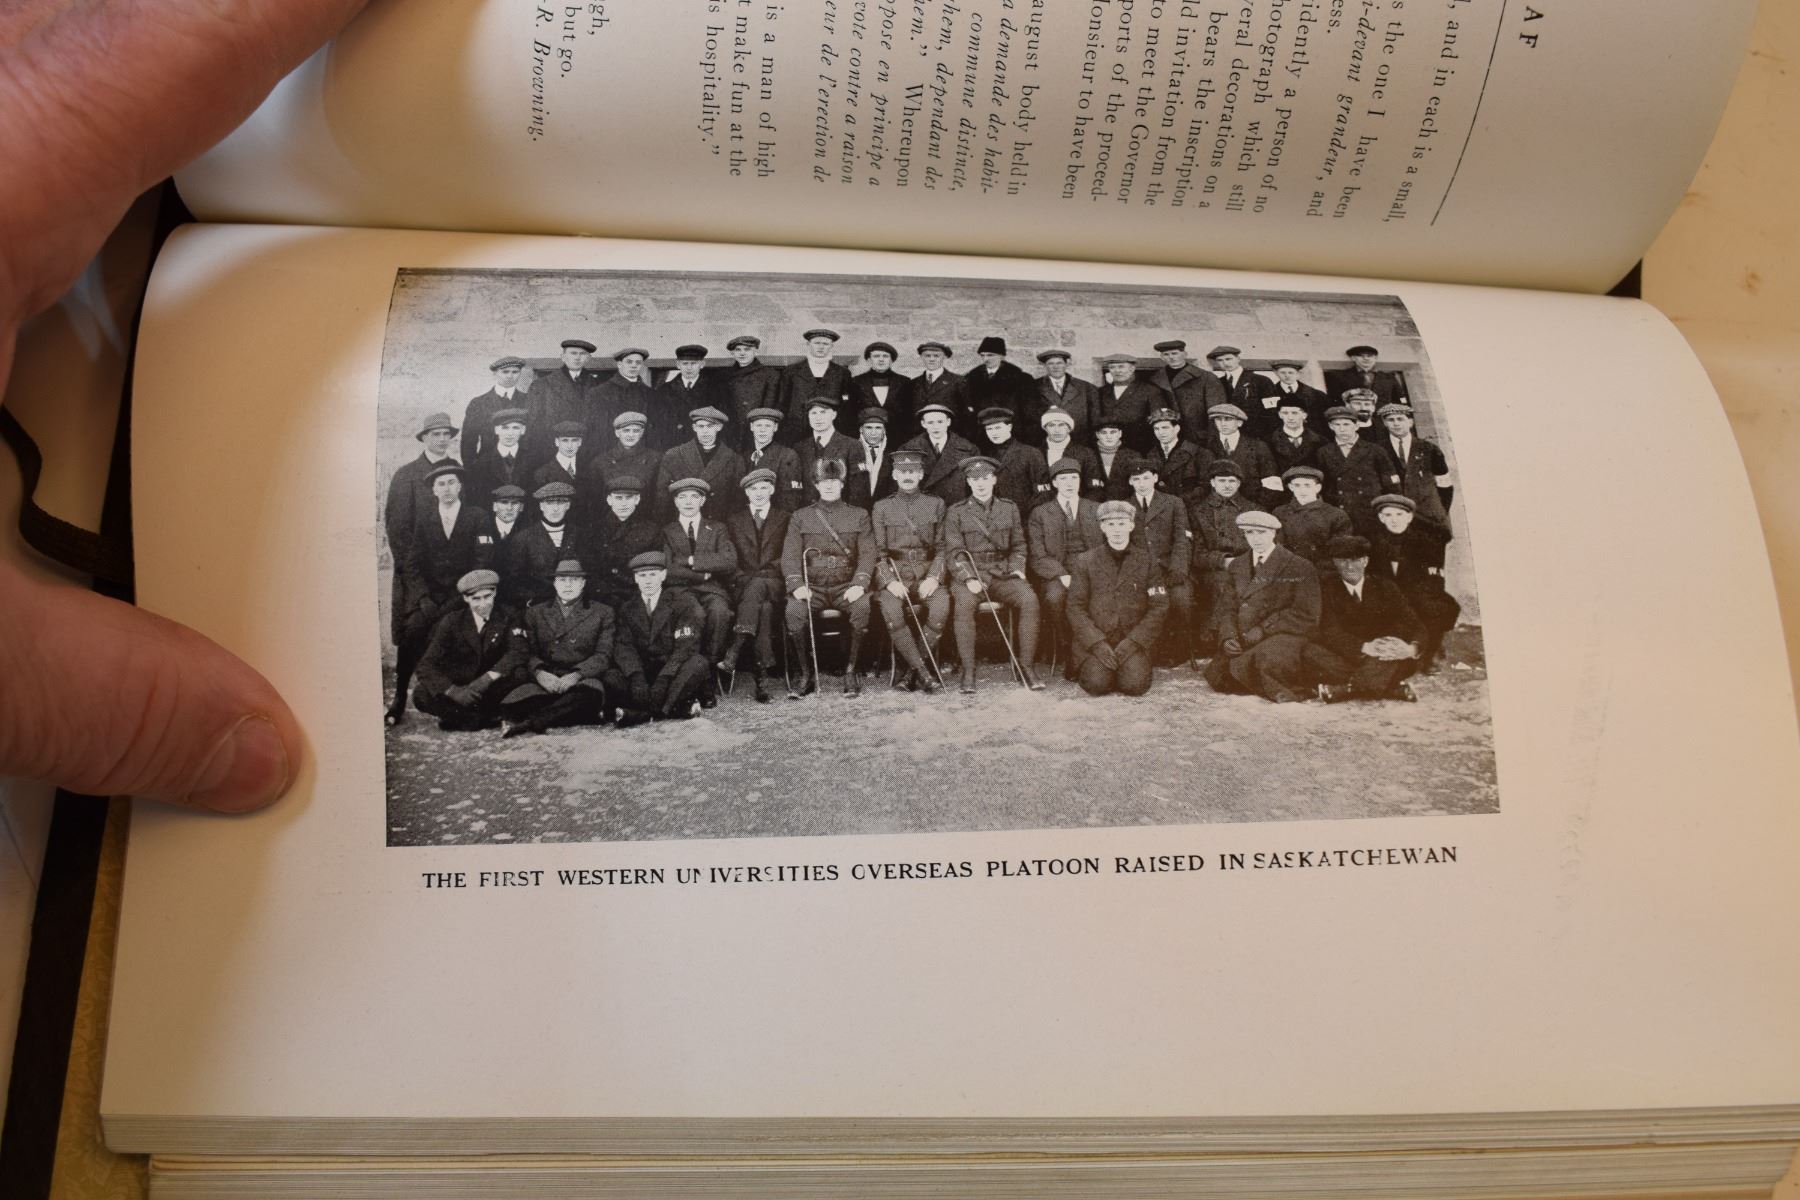 AF
l, and in each is a small,
s the one I have been
i-devant grandeur, and
ess.
idently a person of no
hotograph which still
veral decorations on a
bears the inscription
ld invitation from the
to meet the Governor
ports of the proceed-
lonsieur to have been
august body held in
a demande des habi-
commune distincte,
hem, dependant des
em." Whereupon
ppose en principe a
voie contre a raison
eur de l'erection de
is a man of high
t make fun at the
is hospitality."
gh,
but go.
-R. Browning.
W.U.
W.U.
THE FIRST WESTERN UNIVERSITIES OVERSEAS PLATOON RAISED IN SASKATCHEWAN